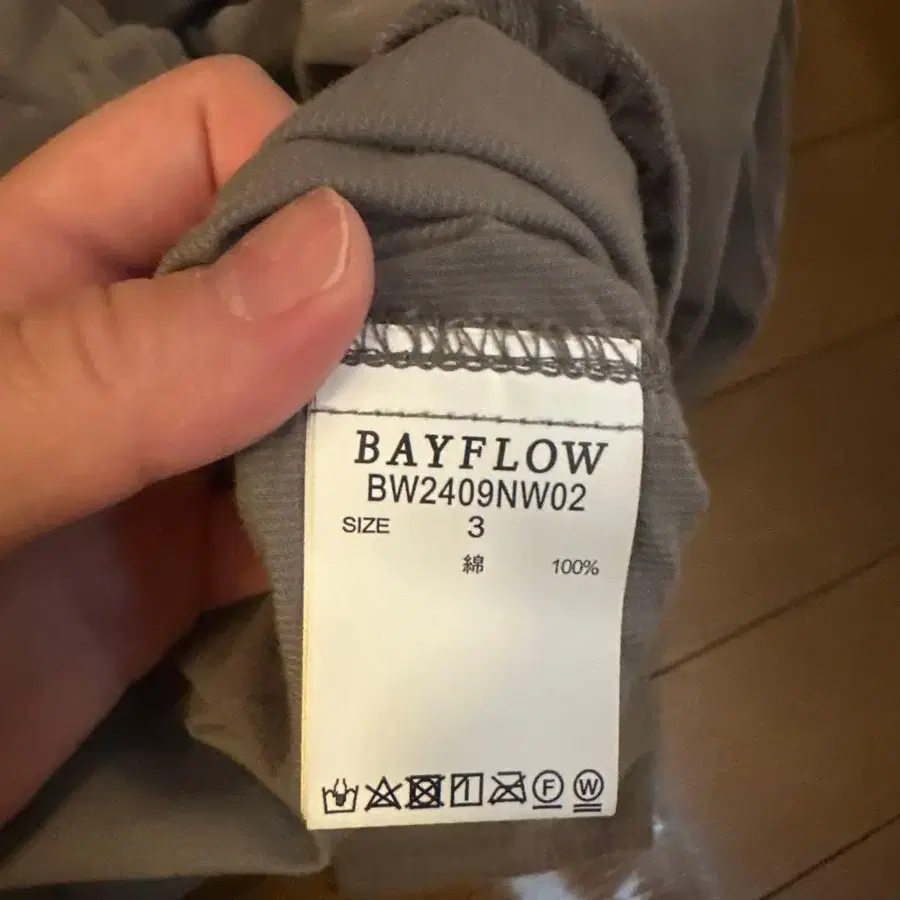 BAYFLOW
BW2409NW02
SIZE 3
綿 100%
F W